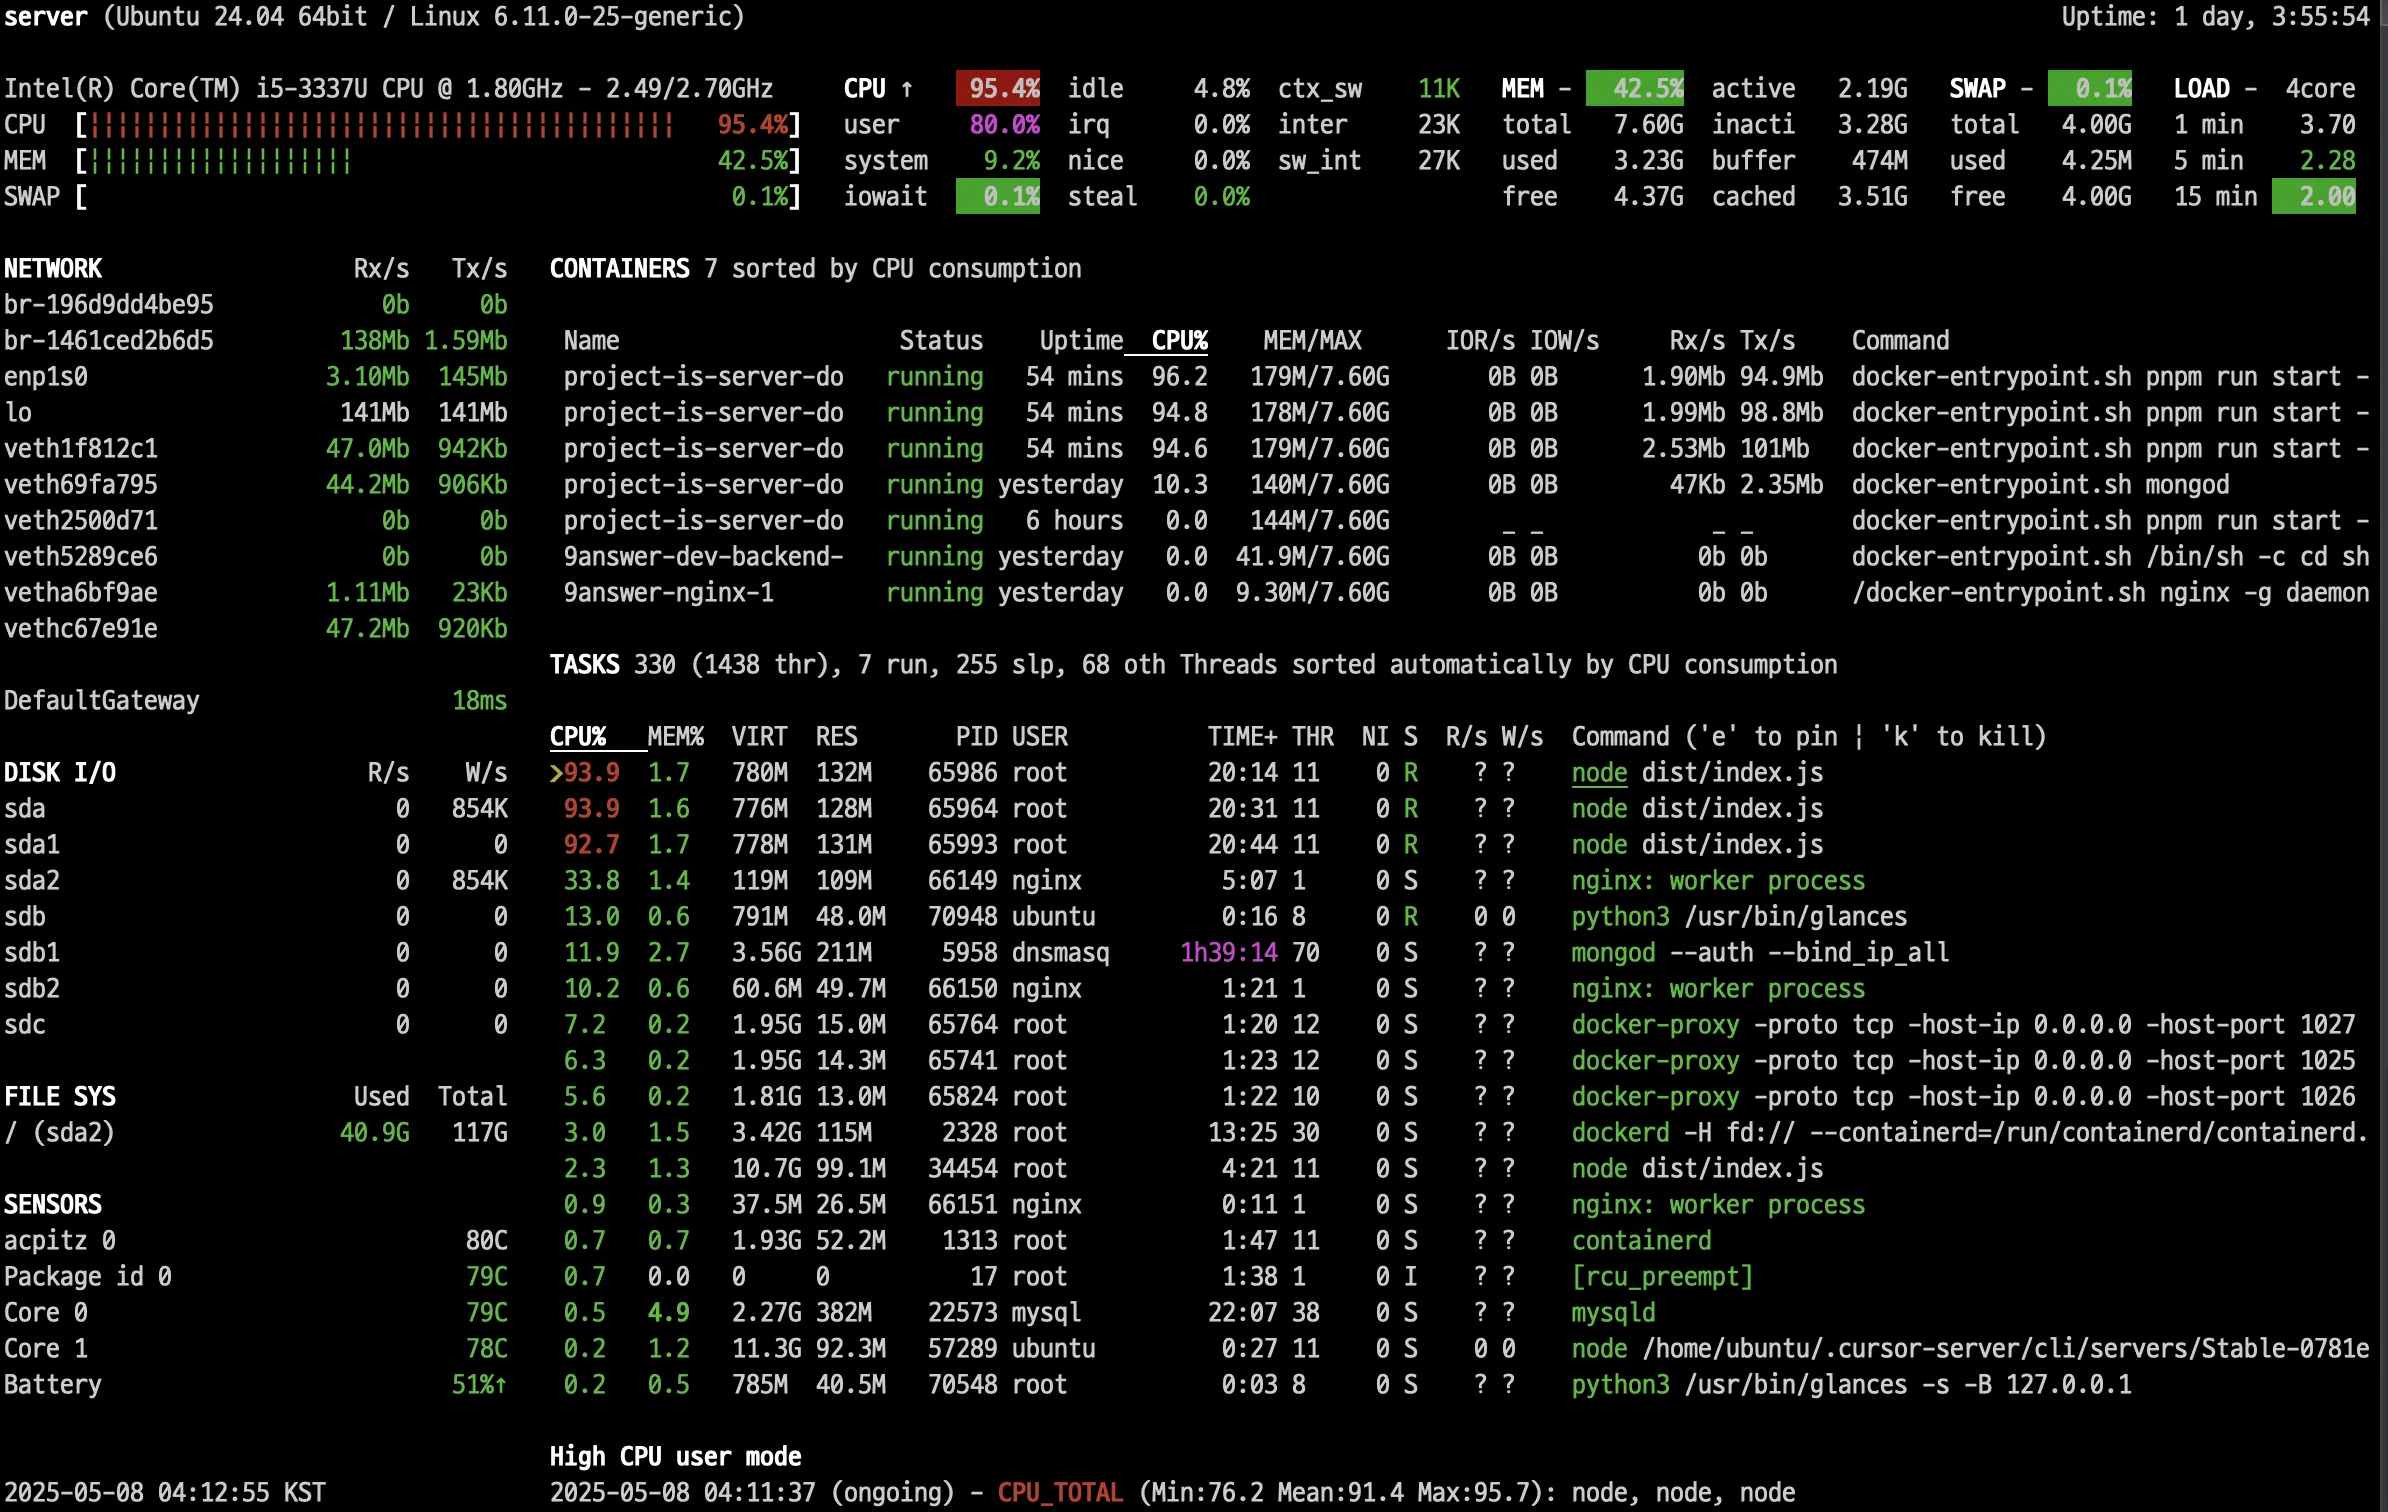 server (Ubuntu 24.04 64bit / Linux 6.11.0-25-generic) Uptime: 1 day, 3:55:54
Intel(R) Core(TM) i5-3337U CPU @ 1.80GHz - 2.49/2.70GHz CPU ↑ 95.4% idle 4.8% ctx_sw 11K MEM - 42.5% active 2.19G SWAP - 0.1% LOAD - 4core
CPU [||||||||||||||||||||||||||||||||||||||||||  95.4%] user 80.0% irq 0.0% inter 23K total 7.60G inacti 3.28G total 4.00G 1 min 3.70
MEM [|||||||||||||||||||  42.5%] system 9.2% nice 0.0% sw_int 27K used 3.23G buffer 474M used 4.25M 5 min 2.28
SWAP [ 0.1%] iowait 0.1% steal 0.0% free 4.37G cached 3.51G free 4.00G 15 min 2.00
NETWORK Rx/s Tx/s
br-196d9dd4be95 0b 0b
br-1461ced2b6d5 138Mb 1.59Mb
enp1s0 3.10Mb 145Mb
lo 141Mb 141Mb
veth1f812c1 47.0Mb 942Kb
veth69fa795 44.2Mb 906Kb
veth2500d71 0b 0b
veth5289ce6 0b 0b
vetha6bf9ae 1.11Mb 23Kb
vethc67e91e 47.2Mb 920Kb
DefaultGateway 18ms
DISK I/O R/s W/s
sda 0 854K
sda1 0 0
sda2 0 854K
sdb 0 0
sdb1 0 0
sdb2 0 0
sdc 0 0
FILE SYS Used Total
/ (sda2) 40.9G 117G
SENSORS
acpitz 0 80C
Package id 0 79C
Core 0 79C
Core 1 78C
Battery 51%↑
CONTAINERS 7 sorted by CPU consumption
Name Status Uptime CPU% MEM/MAX IOR/s IOW/s Rx/s Tx/s Command
project-is-server-do running 54 mins 96.2 179M/7.60G 0B 0B 1.90Mb 94.9Mb docker-entrypoint.sh pnpm run start -
project-is-server-do running 54 mins 94.8 178M/7.60G 0B 0B 1.99Mb 98.8Mb docker-entrypoint.sh pnpm run start -
project-is-server-do running 54 mins 94.6 179M/7.60G 0B 0B 2.53Mb 101Mb docker-entrypoint.sh pnpm run start -
project-is-server-do running yesterday 10.3 140M/7.60G 0B 0B 47Kb 2.35Mb docker-entrypoint.sh mongod
project-is-server-do running 6 hours 0.0 144M/7.60G _ _ _ _ docker-entrypoint.sh pnpm run start -
9answer-dev-backend- running yesterday 0.0 41.9M/7.60G 0B 0B 0b 0b docker-entrypoint.sh /bin/sh -c cd sh
9answer-nginx-1 running yesterday 0.0 9.30M/7.60G 0B 0B 0b 0b /docker-entrypoint.sh nginx -g daemon
TASKS 330 (1438 thr), 7 run, 255 slp, 68 oth Threads sorted automatically by CPU consumption
CPU% MEM% VIRT RES PID USER TIME+ THR NI S R/s W/s Command ('e' to pin | 'k' to kill)
>93.9 1.7 780M 132M 65986 root 20:14 11 0 R ? ? node dist/index.js
93.9 1.6 776M 128M 65964 root 20:31 11 0 R ? ? node dist/index.js
92.7 1.7 778M 131M 65993 root 20:44 11 0 R ? ? node dist/index.js
33.8 1.4 119M 109M 66149 nginx 5:07 1 0 S ? ? nginx: worker process
13.0 0.6 791M 48.0M 70948 ubuntu 0:16 8 0 R 0 0 python3 /usr/bin/glances
11.9 2.7 3.56G 211M 5958 dnsmasq 1h39:14 70 0 S ? ? mongod --auth --bind_ip_all
10.2 0.6 60.6M 49.7M 66150 nginx 1:21 1 0 S ? ? nginx: worker process
7.2 0.2 1.95G 15.0M 65764 root 1:20 12 0 S ? ? docker-proxy -proto tcp -host-ip 0.0.0.0 -host-port 1027
6.3 0.2 1.95G 14.3M 65741 root 1:23 12 0 S ? ? docker-proxy -proto tcp -host-ip 0.0.0.0 -host-port 1025
5.6 0.2 1.81G 13.0M 65824 root 1:22 10 0 S ? ? docker-proxy -proto tcp -host-ip 0.0.0.0 -host-port 1026
3.0 1.5 3.42G 115M 2328 root 13:25 30 0 S ? ? dockerd -H fd:// --containerd=/run/containerd/containerd.
2.3 1.3 10.7G 99.1M 34454 root 4:21 11 0 S ? ? node dist/index.js
0.9 0.3 37.5M 26.5M 66151 nginx 0:11 1 0 S ? ? nginx: worker process
0.7 0.7 1.93G 52.2M 1313 root 1:47 11 0 S ? ? containerd
0.7 0.0 0 0 17 root 1:38 1 0 I ? ? [rcu_preempt]
0.5 4.9 2.27G 382M 22573 mysql 22:07 38 0 S ? ? mysqld
0.2 1.2 11.3G 92.3M 57289 ubuntu 0:27 11 0 S 0 0 node /home/ubuntu/.cursor-server/cli/servers/Stable-0781e
0.2 0.5 785M 40.5M 70548 root 0:03 8 0 S ? ? python3 /usr/bin/glances -s -B 127.0.0.1
High CPU user mode
2025-05-08 04:12:55 KST 2025-05-08 04:11:37 (ongoing) - CPU_TOTAL (Min:76.2 Mean:91.4 Max:95.7): node, node, node